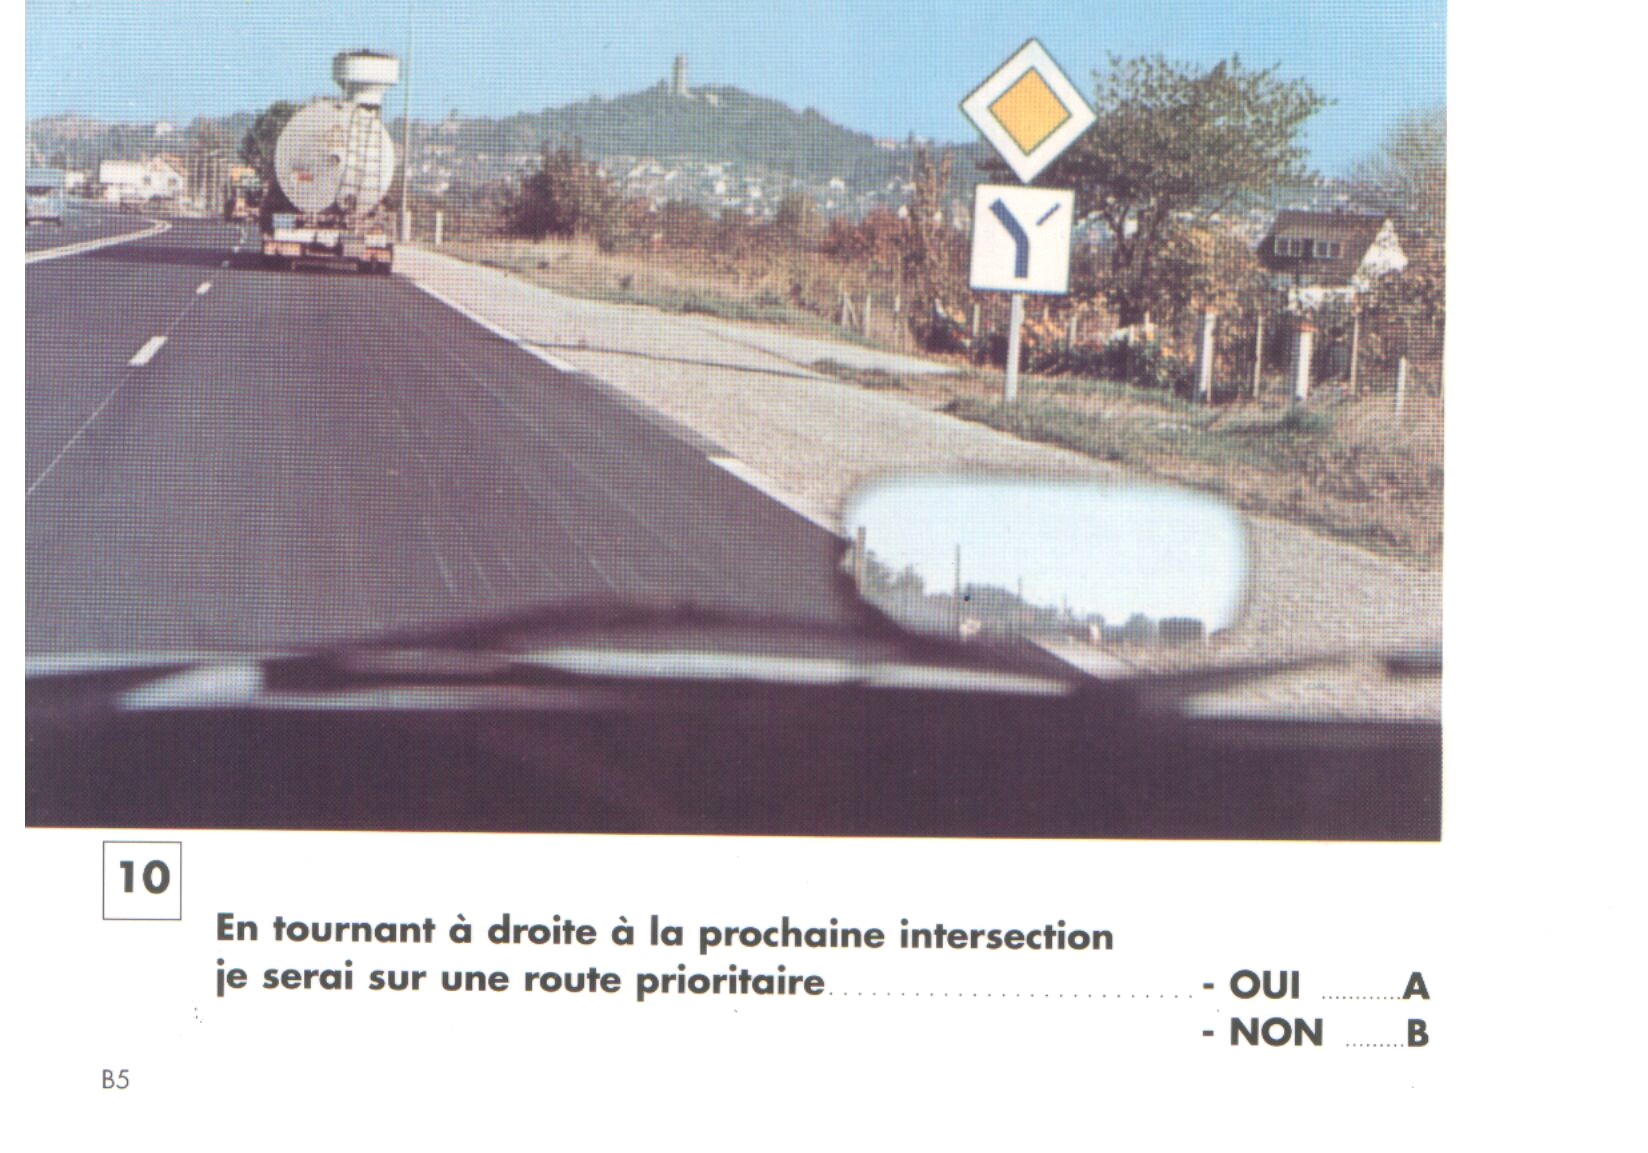 10
En tournant à droite à la prochaine intersection
je serai sur une route prioritaire.............................. - OUI ...........A
- NON .........B
B5